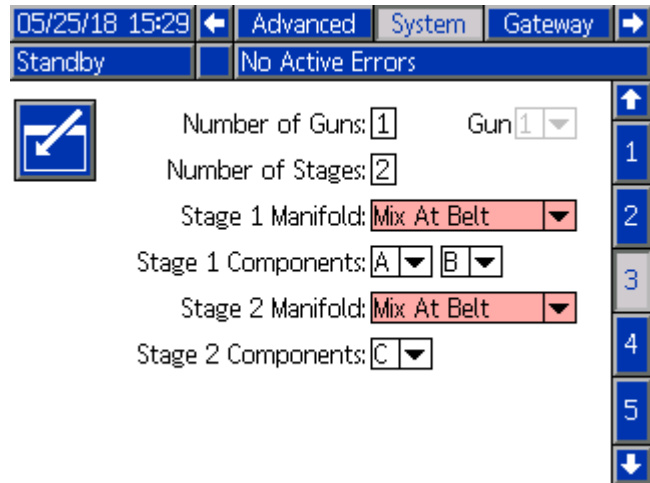 05/25/18 15:29 Advanced System Gateway
Standby No Active Errors
Number of Guns: 1 Gun 1
Number of Stages: 2
Stage 1 Manifold: Mix At Belt
Stage 1 Components: A B
Stage 2 Manifold: Mix At Belt
Stage 2 Components: C
1
2
3
4
5